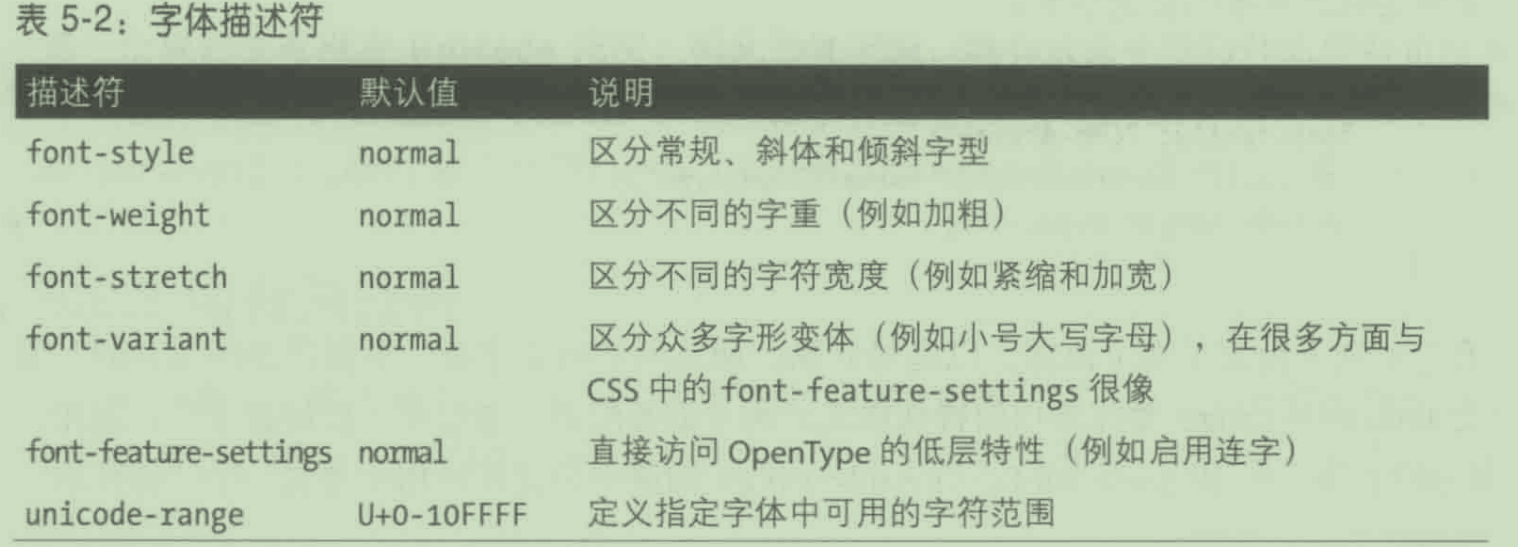 表 5-2：字体描述符
描述符 默认值 说明
font-style normal 区分常规、斜体和倾斜字型
font-weight normal 区分不同的字重（例如加粗）
font-stretch normal 区分不同的字符宽度（例如紧缩和加宽）
font-variant normal 区分众多字形变体（例如小号大写字母），在很多方面与
CSS 中的 font-feature-settings 很像
font-feature-settings normal 直接访问 OpenType 的低层特性（例如启用连字）
unicode-range U+0-10FFFF 定义指定字体中可用的字符范围